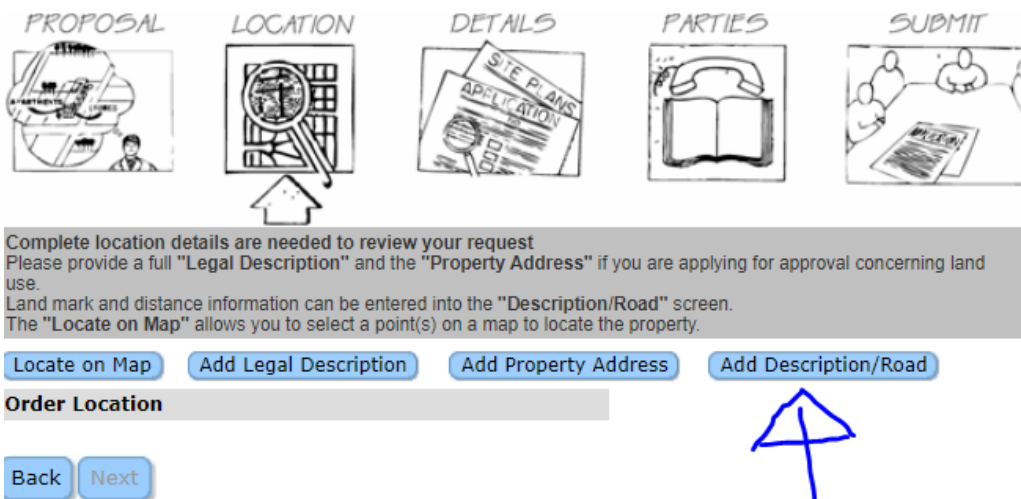 PROPOSAL LOCATION DETAILS PARTIES SUBMIT
SITE PLANS
APARTMENTS
APPLICATION
Complete location details are needed to review your request
Please provide a full "Legal Description" and the "Property Address" if you are applying for approval concerning land
use.
Land mark and distance information can be entered into the "Description/Road" screen.
The "Locate on Map" allows you to select a point(s) on a map to locate the property.
Locate on Map Add Legal Description Add Property Address Add Description/Road
Order Location
Back Next